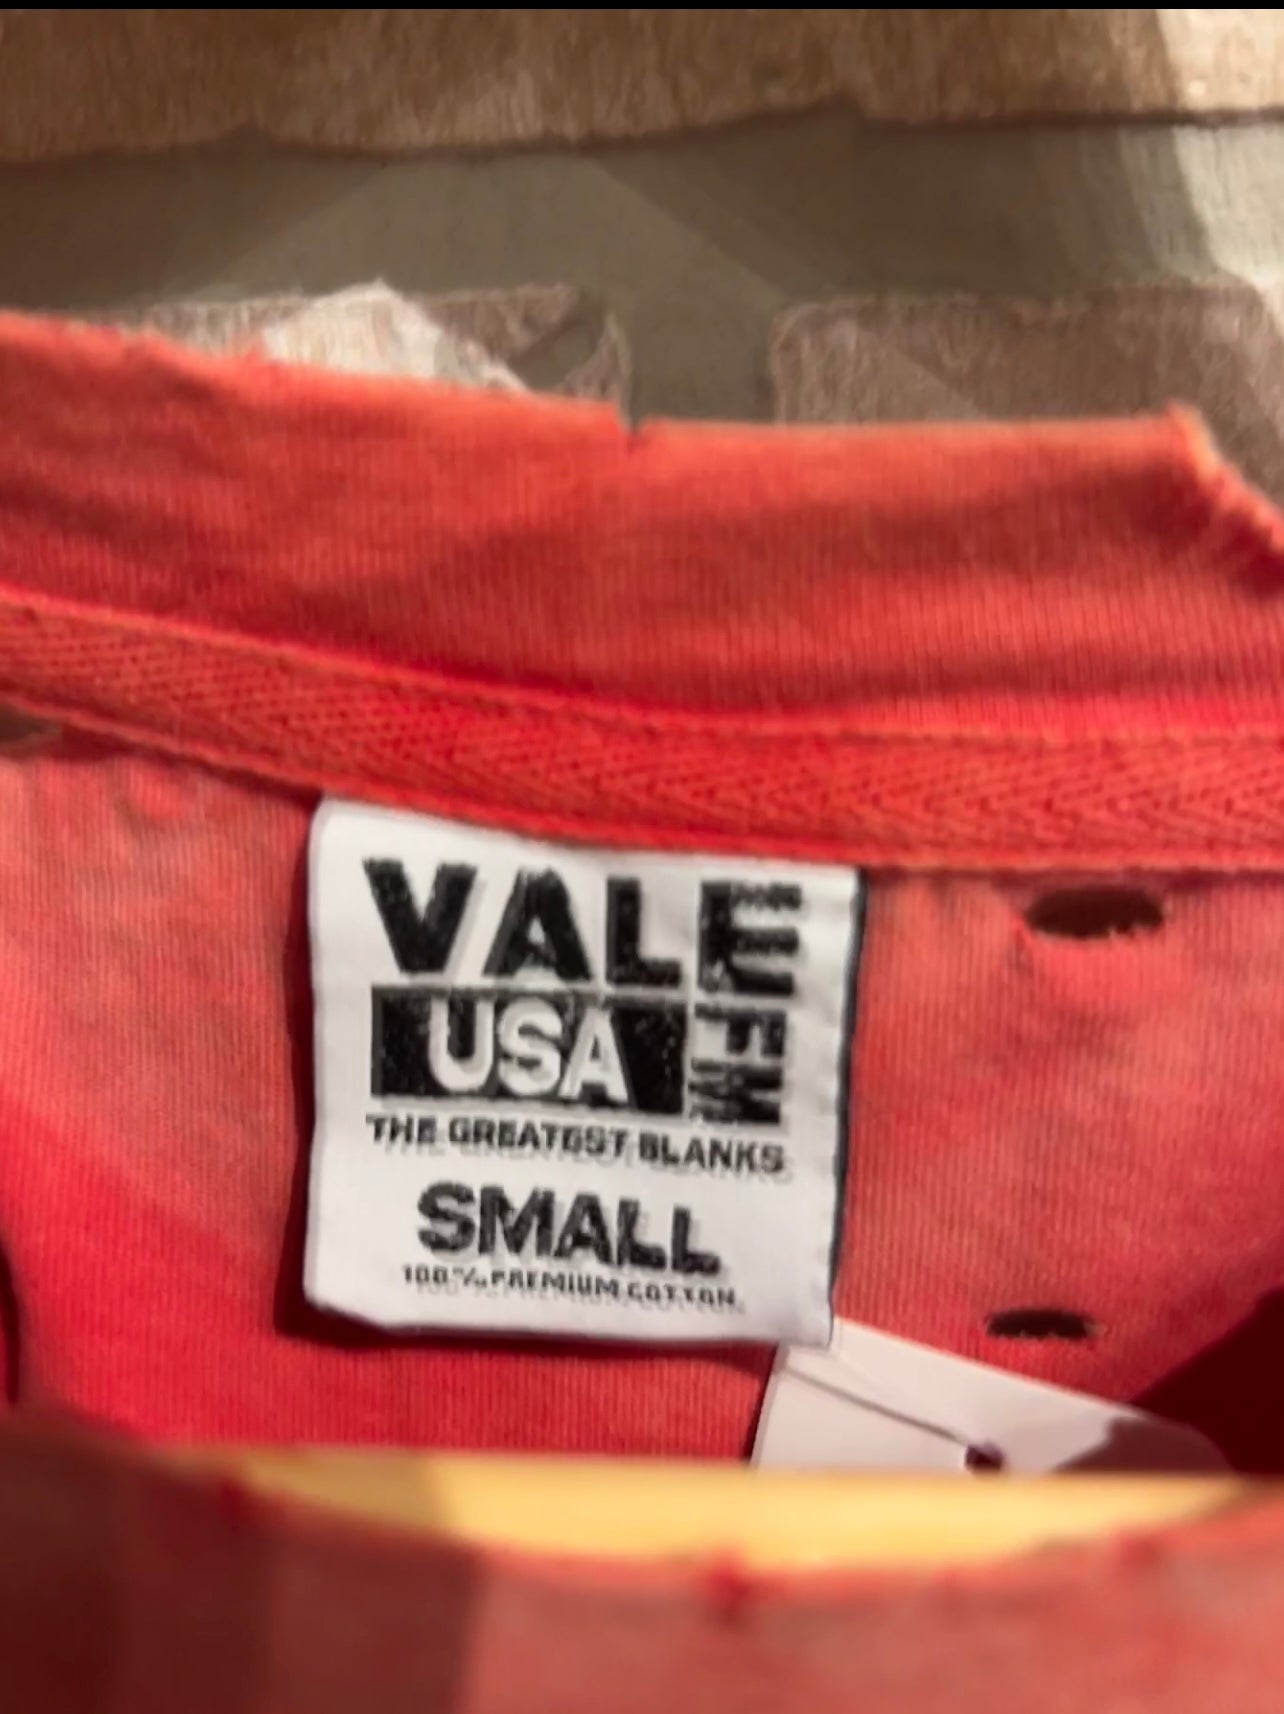 VALE
USA
THE GREATEST BLANKS
SMALL
100% PREMIUM COTTON